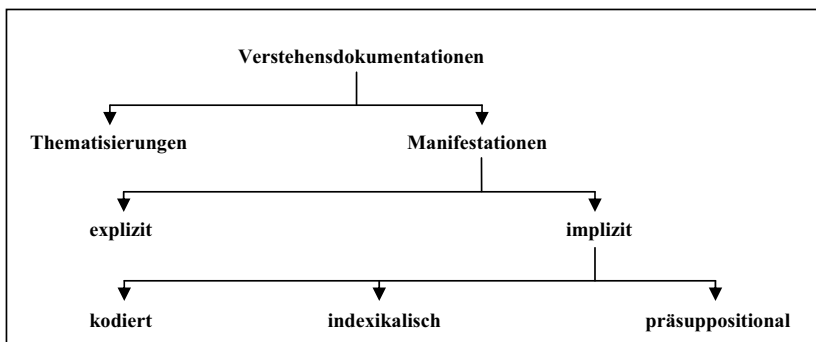 Verstehensdokumentationen
Thematisierungen Manifestationen
explizit implizit
kodiert indexikalisch präsuppositional